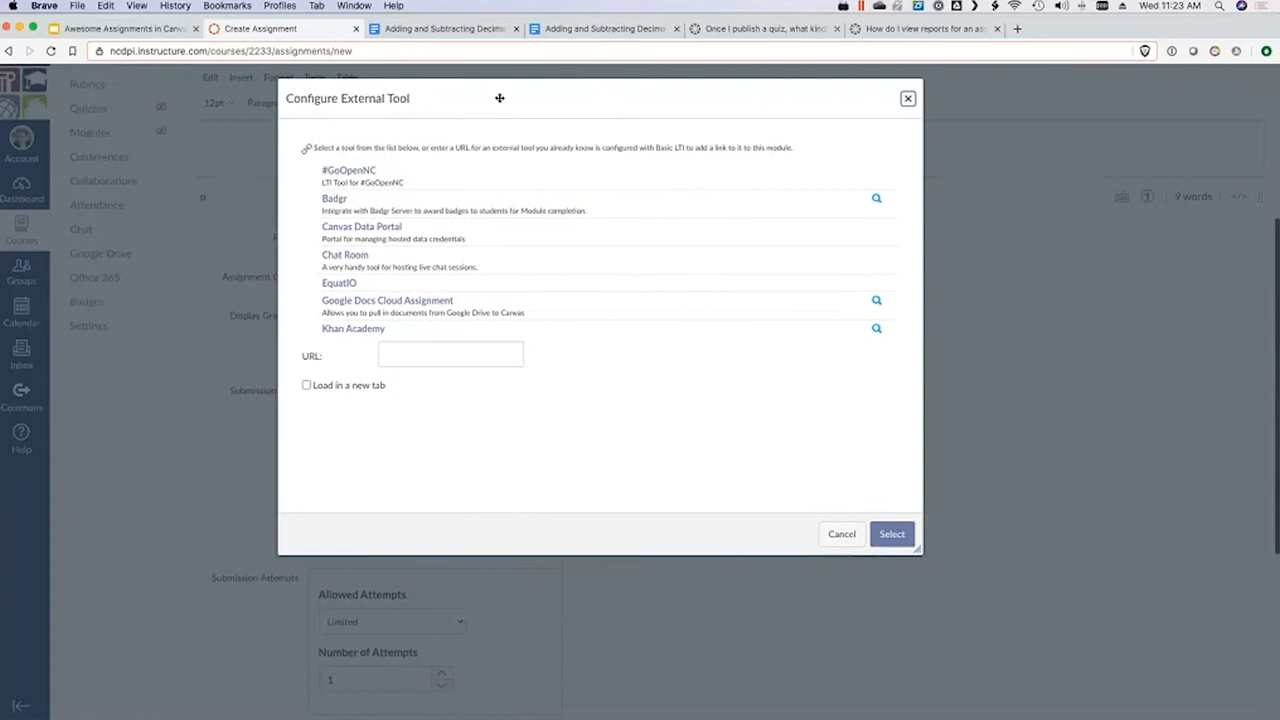 Brave File Edit View History Bookmarks Profiles Tab Window Help Wed 11:23 AM
Awesome Assignments in Canva × Create Assignment × Adding and Subtracting Decima × Adding and Subtracting Decima × Once I publish a quiz, what kind × How do I view reports for an as × +
ncdpi.instructure.com/courses/2233/assignments/new
Edit Insert Format Tools Table
12pt Paragra
Rubrics
Quizzes
Modules
Conferences
Collaborations
Attendance
Chat
Google Drive
Office 365
Badges
Settings
Account
Dashboard
Courses
Groups
Calendar
Inbox
Commons
Help
Configure External Tool
Select a tool from the list below, or enter a URL for an external tool you already know is configured with Basic LTI to add a link to it to this module.
#GoOpenNC
LTI Tool for #GoOpenNC
Badgr
Integrate with Badgr Server to award badges to students for Module completion.
Canvas Data Portal
Portal for managing hosted data credentials
Chat Room
A very handy tool for hosting live chat sessions.
EquatIO
Google Docs Cloud Assignment
Allows you to pull in documents from Google Drive to Canvas
Khan Academy
URL:
Load in a new tab
Cancel Select
p
9 words </>
Assignment G
Display Gra
Submission
Submission Attempts
Allowed Attempts
Limited
Number of Attempts
1